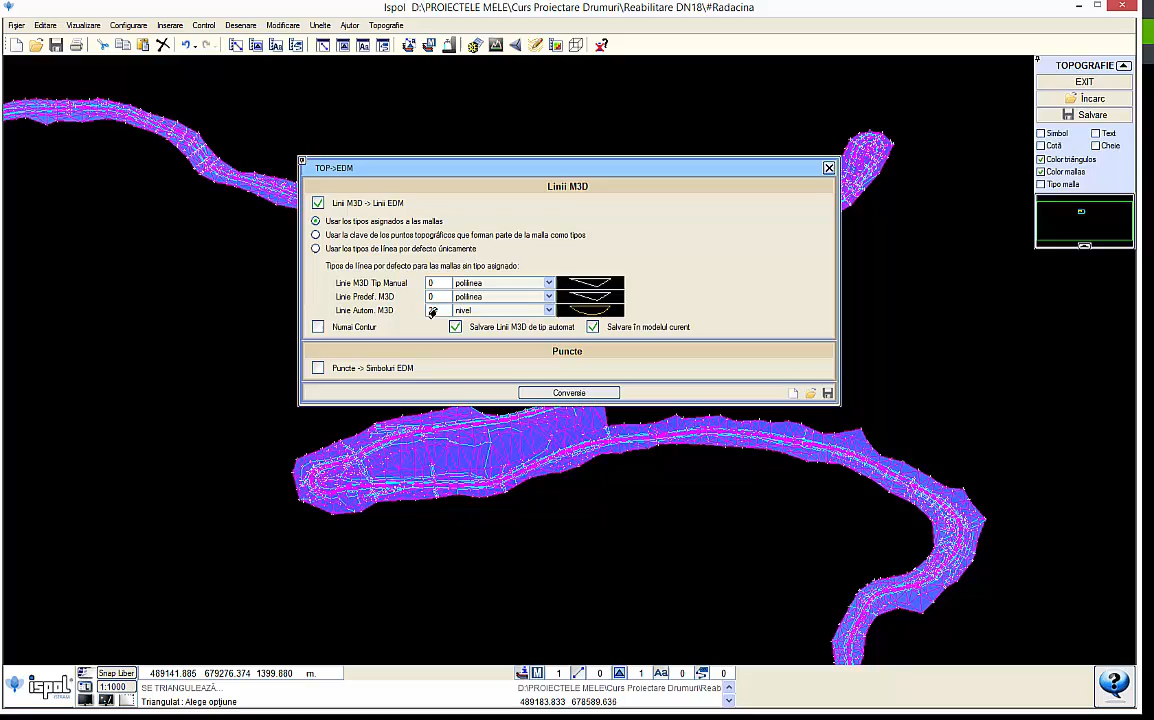 Ispol D:\PROIECTELE MELE\Curs Proiectare Drumuri\Reabilitare DN18\#Radacina
Fişier Editare Vizualizare Configurare Inserare Control Desenare Modificare Unelte Ajutor Topografie
TOPOGRAFIE
EXIT
Încarc
Salvare
Simbol Text
Cotă Cheie
Color triángulos
Color mallas
Tipo malla
TOP->EDM
Linii M3D
Linii M3D -> Linii EDM
Usar los tipos asignados a las mallas
Usar la clave de los puntos topográficos que forman parte de la malla como tipos
Usar los tipos de línea por defecto únicamente
Tipos de línea por defecto para las mallas sin tipo asignado:
Linie M3D Tip Manual 0 polilinea
Linie Predef. M3D 0 polilinea
Linie Autom. M3D nivel
Numai Contur Salvare Linii M3D de tip automat Salvare în modelul curent
Puncte
Puncte -> Simboluri EDM
Conversie
Snap Liber 489141.885 679276.374 1399.880 m. M 1 0 1 Aa 0 0
ispol 1:1000 SE TRIANGULEAZĂ... D:\PROIECTELE MELE\Curs Proiectare Drumuri\Reab
Triangulat : Alege opţiune 489183.833 678589.636